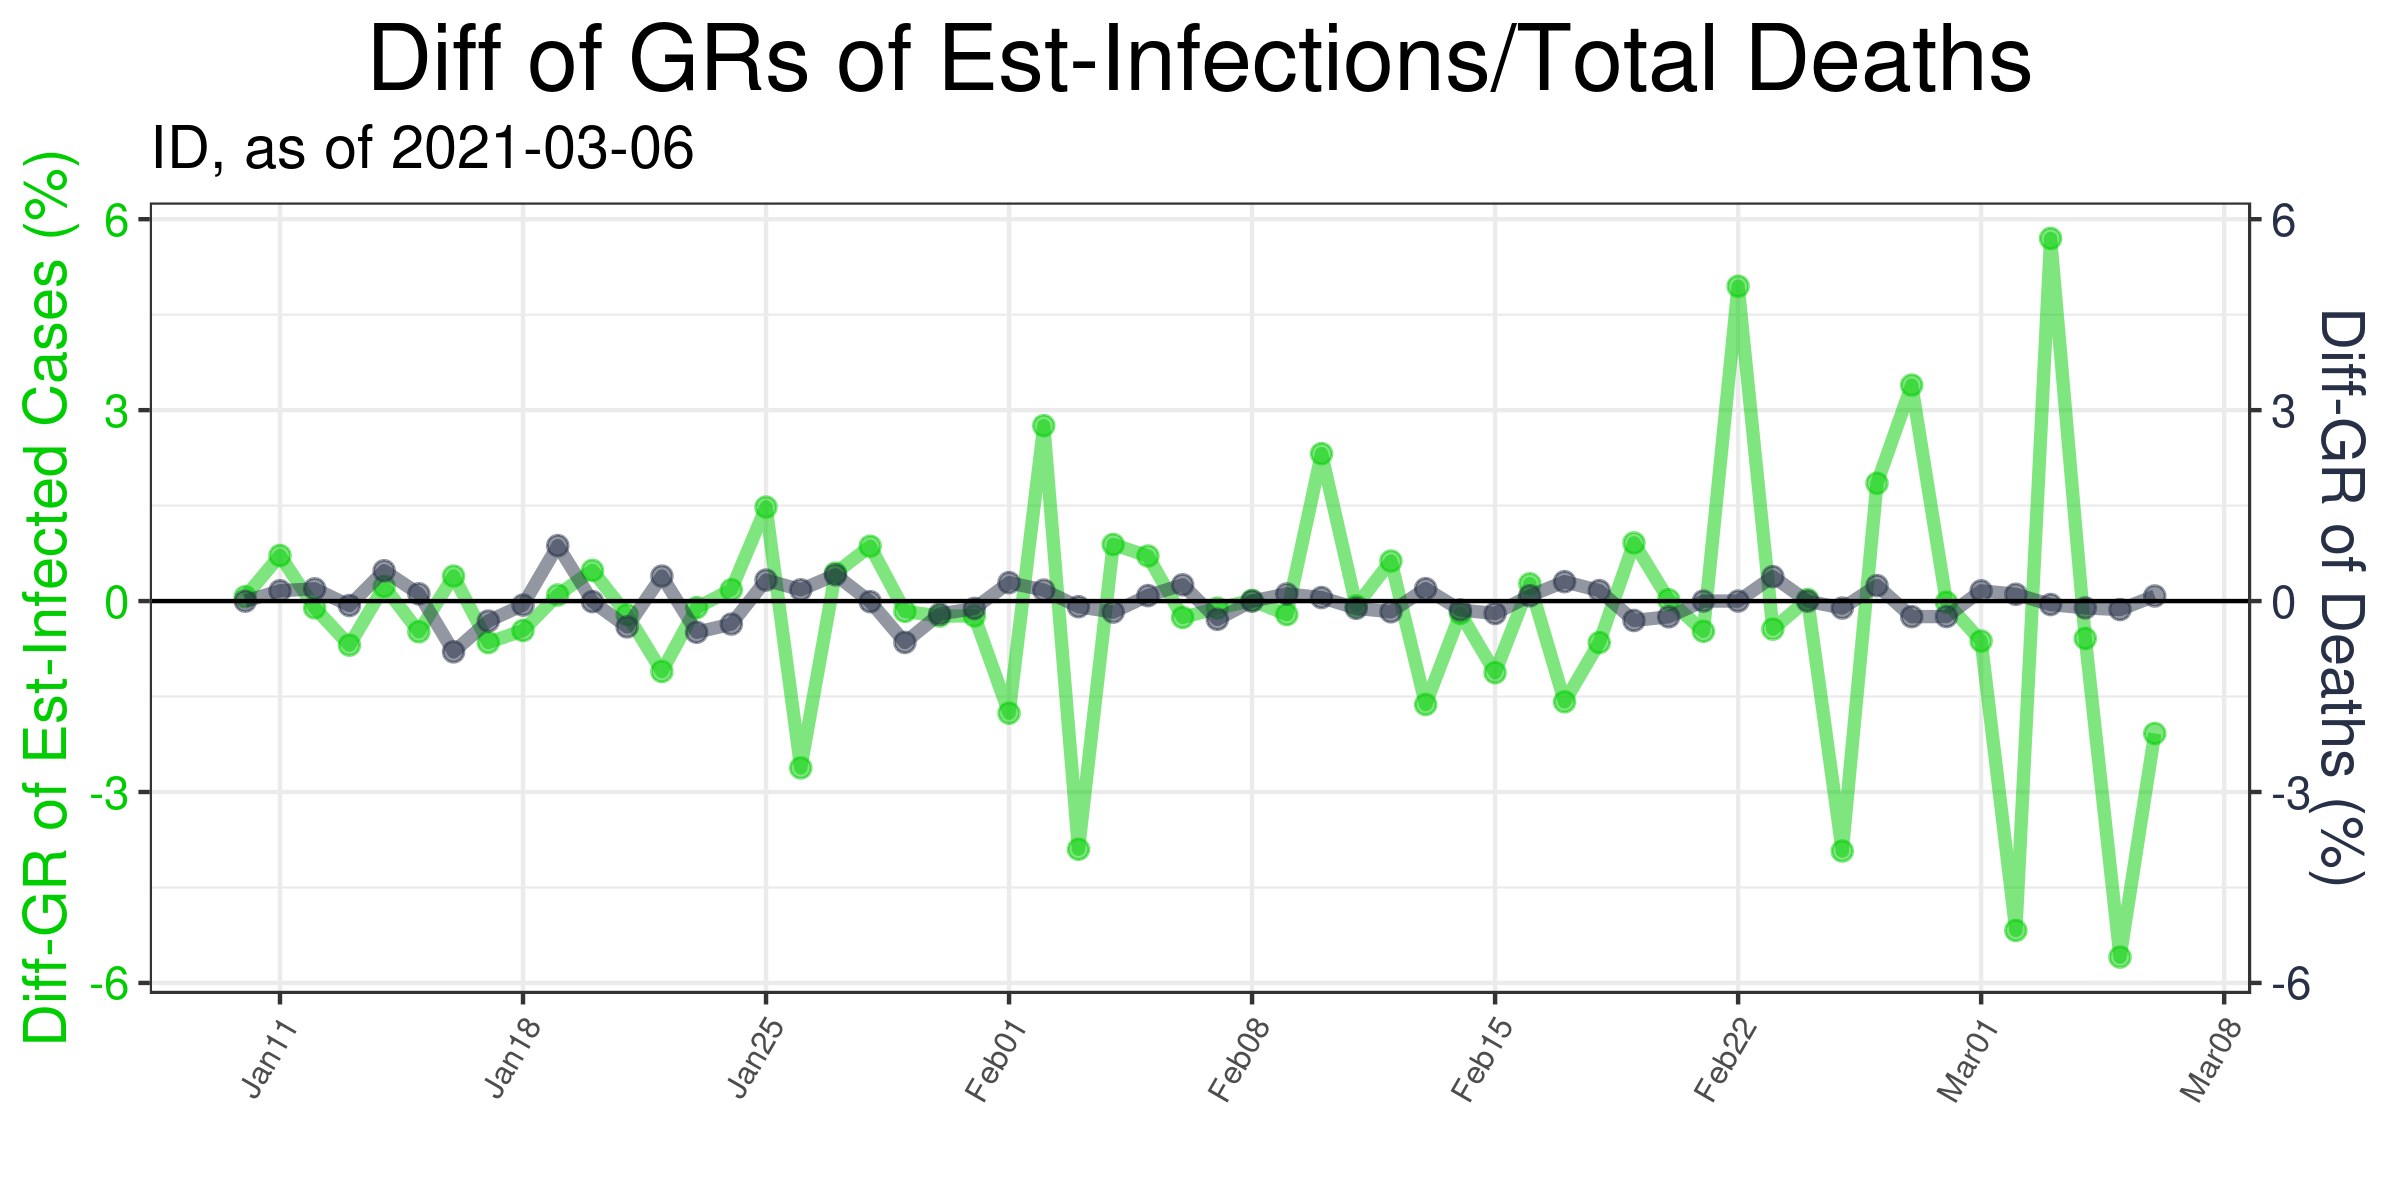 Diff of GRs of Est-Infections/Total Deaths
ID, as of 2021-03-06
Diff-GR of Est-Infected Cases (%)
6
3
0
-3
-6
6
3
0
-3
-6
Diff-GR of Deaths (%)
Jan11
Jan18
Jan25
Feb01
Feb08
Feb15
Feb22
Mar01
Mar08